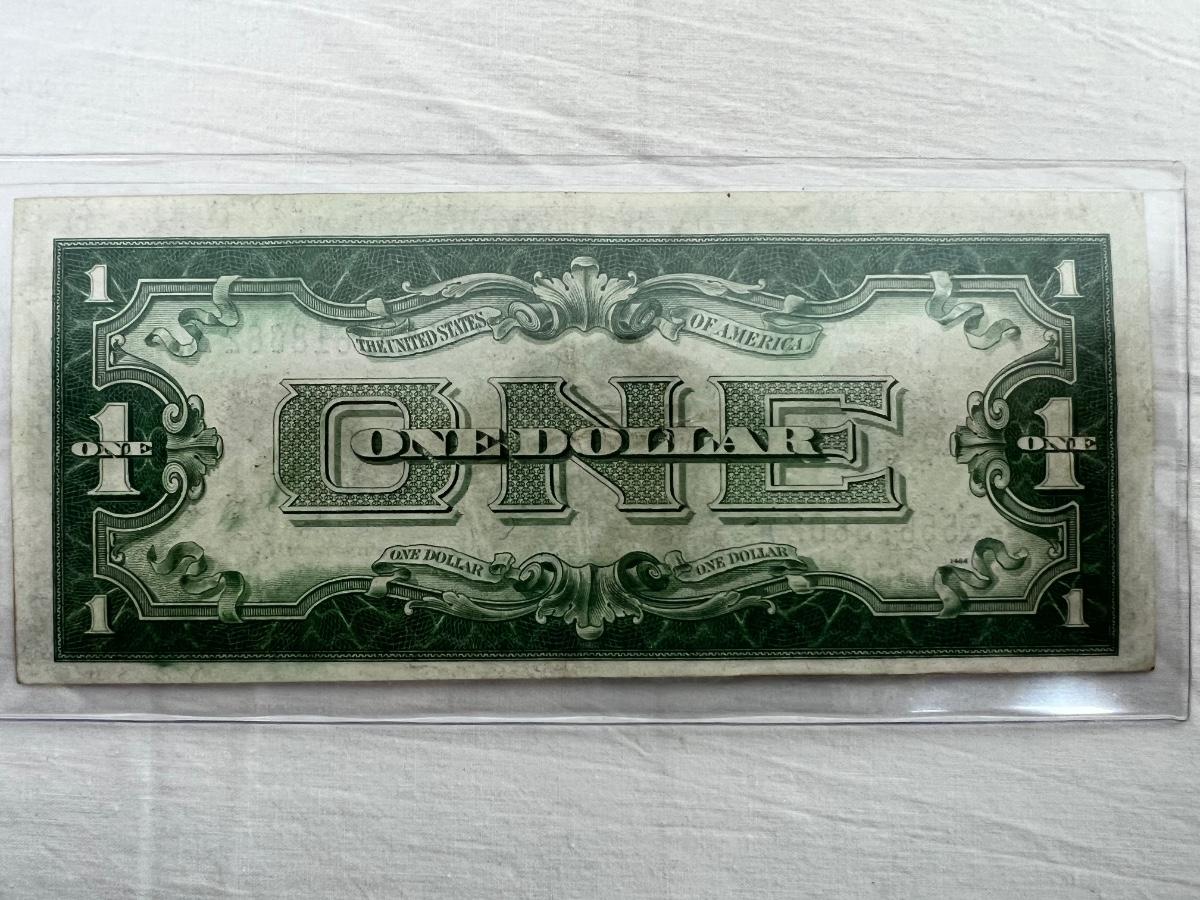 1 1
THE UNITED STATES OF AMERICA
ONE
ONE DOLLAR
1 ONE 1 ONE
ONE DOLLAR ONE DOLLAR
1 1